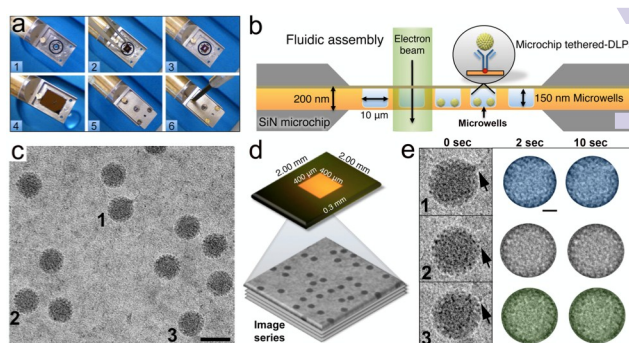 a
1
2
3
4
5
6
b
Fluidic assembly
Electron
beam
Microchip tethered-DLP
200 nm
10 µm
150 nm Microwells
SiN microchip
Microwells
c
1
2
3
d
2.00 mm
2.00 mm
400 µm
400 µm
0.3 mm
Image
series
e
0 sec
2 sec
10 sec
1
2
3